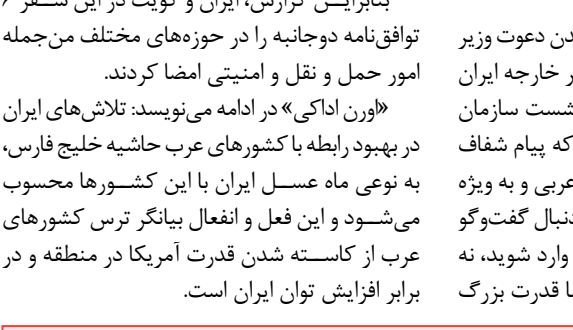 بنابراین گزارش، ایران و کویت در این سفر ۶
توافق‌نامه دوجانبه را در حوزه‌های مختلف من‌جمله
امور حمل و نقل و امنیتی امضا کردند.
«اورن اداکی» در ادامه می‌نویسد: تلاش‌های ایران
در بهبود رابطه با کشورهای عرب حاشیه خلیج فارس،
به نوعی ماه عسل ایران با این کشورها محسوب
می‌شود و این فعل و انفعال بیانگر ترس کشورهای
عرب از کاسته شدن قدرت آمریکا در منطقه و در
برابر افزایش توان ایران است.
دن دعوت وزیر
ر خارجه ایران
شست سازمان
که پیام شفاف
عربی و به ویژه
دنبال گفت‌وگو
وارد شوید، نه
ا قدرت بزرگ